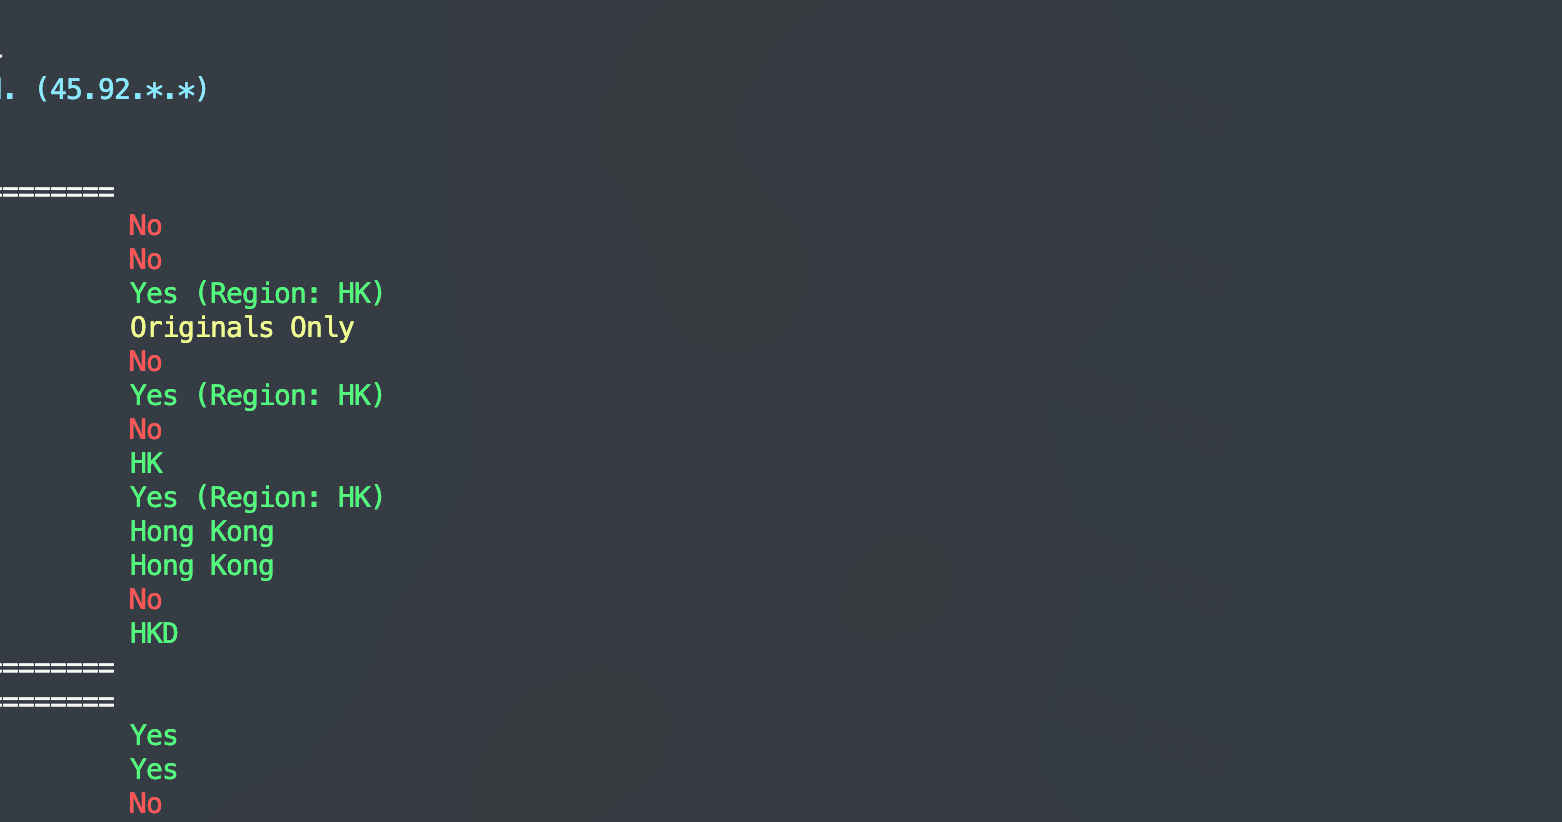 . (45.92.*.*)
=======
No
No
Yes (Region: HK)
Originals Only
No
Yes (Region: HK)
No
HK
Yes (Region: HK)
Hong Kong
Hong Kong
No
HKD
=======
=======
Yes
Yes
No